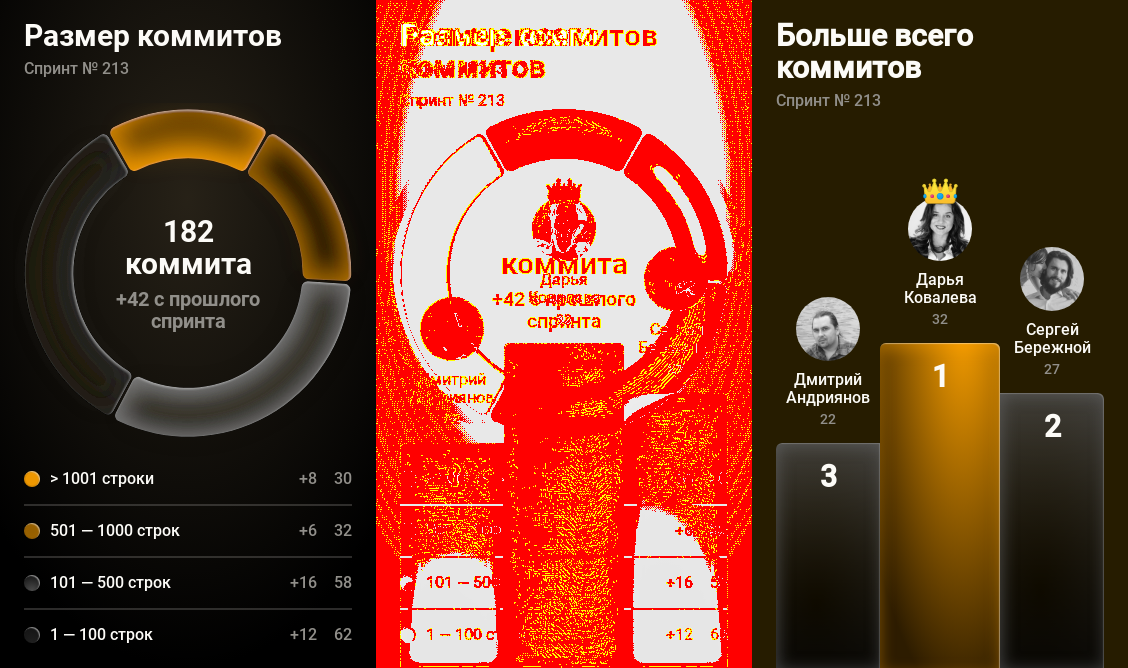 Размер коммитов
Спринт № 213
182
коммита
+42 с прошлого
спринта
> 1001 строки +8 30
501 — 1000 строк +6 32
101 — 500 строк +16 58
1 — 100 строк +12 62
коммитов
Спринт № 213
коммита
Дарья
+42 с прошлого
спринта
101 — 500
+16
1 — 100
+12
Больше всего
коммитов
Спринт № 213
Дарья
Ковалева
32
Сергей
Бережной
27
Дмитрий
Андриянов
22
1
2
3